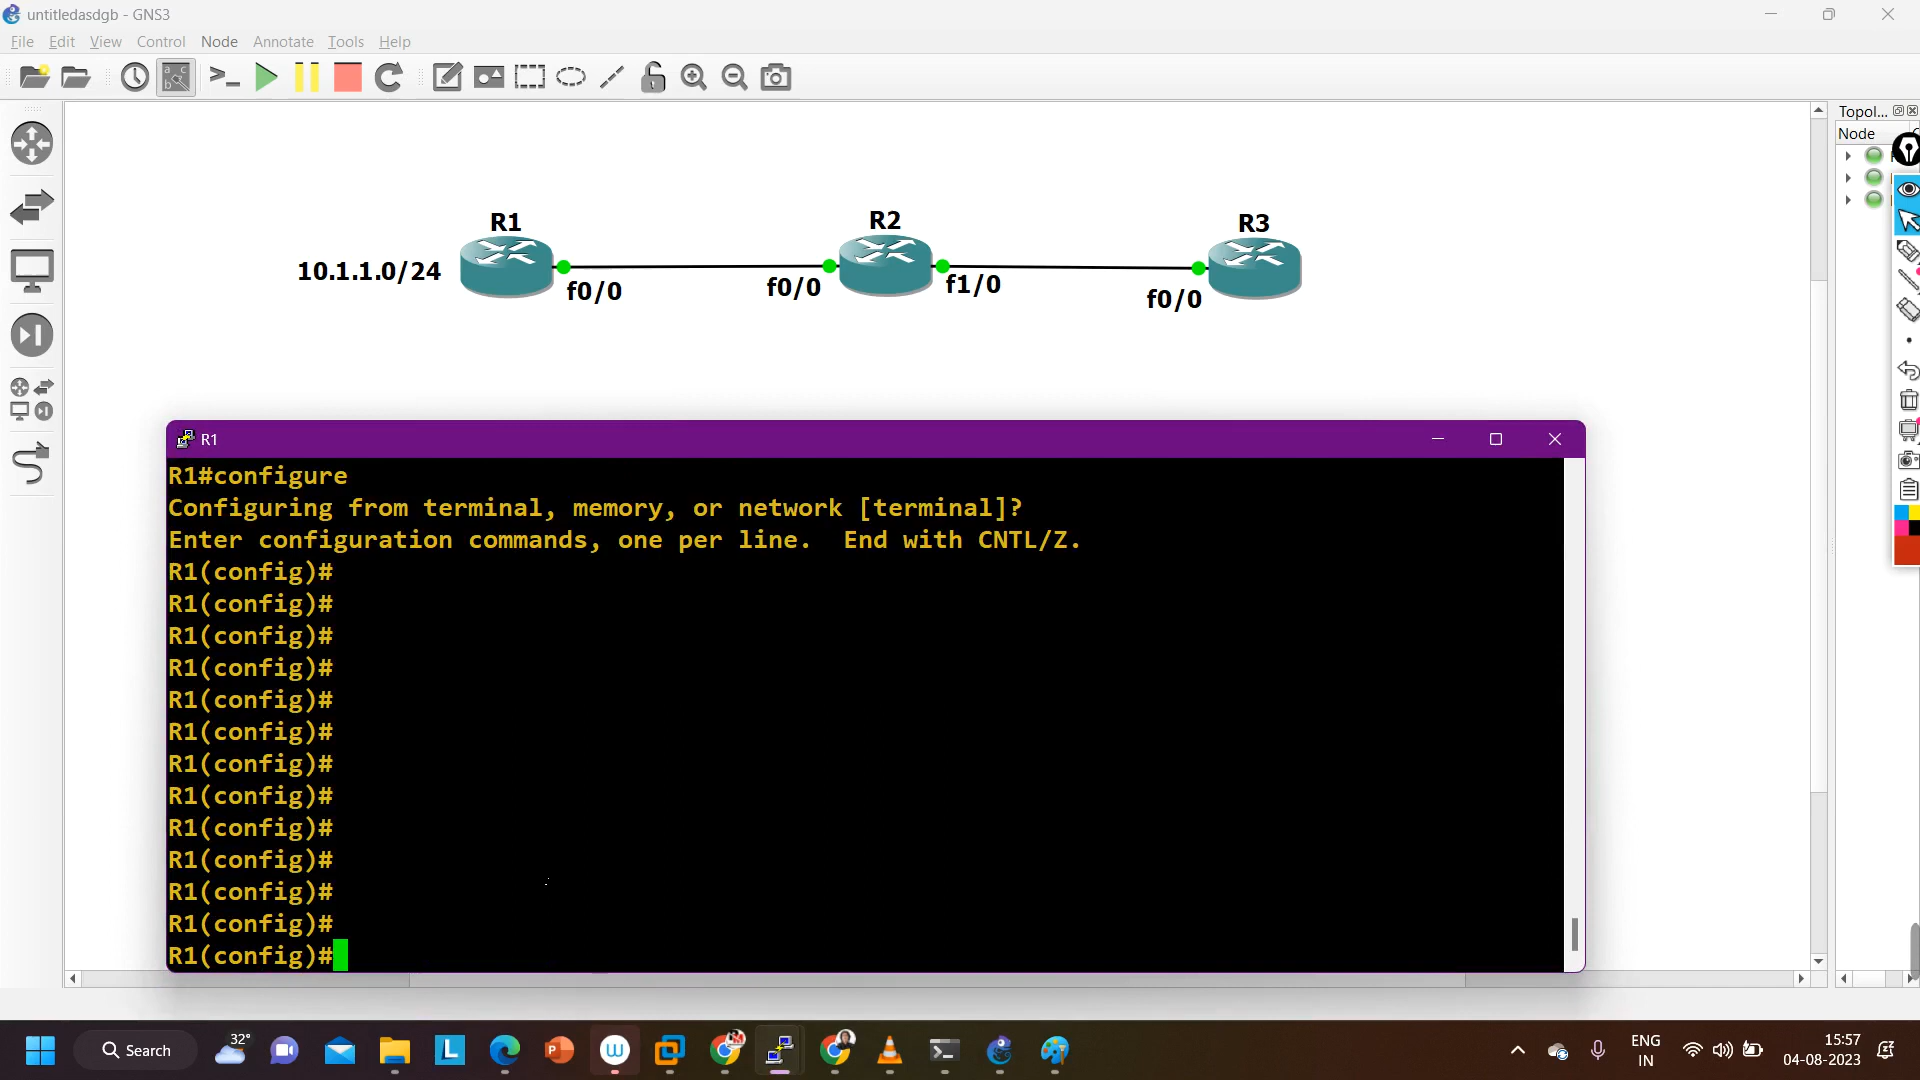 untitledasdgb - GNS3
File Edit View Control Node Annotate Tools Help
Topol...
Node
R1
R2
R3
10.1.1.0/24
f0/0
f0/0
f1/0
f0/0
R1
R1#configure
Configuring from terminal, memory, or network [terminal]?
Enter configuration commands, one per line.  End with CNTL/Z.
R1(config)#
R1(config)#
R1(config)#
R1(config)#
R1(config)#
R1(config)#
R1(config)#
R1(config)#
R1(config)#
R1(config)#
R1(config)#
R1(config)#
R1(config)#
Search
32°
ENG
IN
15:57
04-08-2023